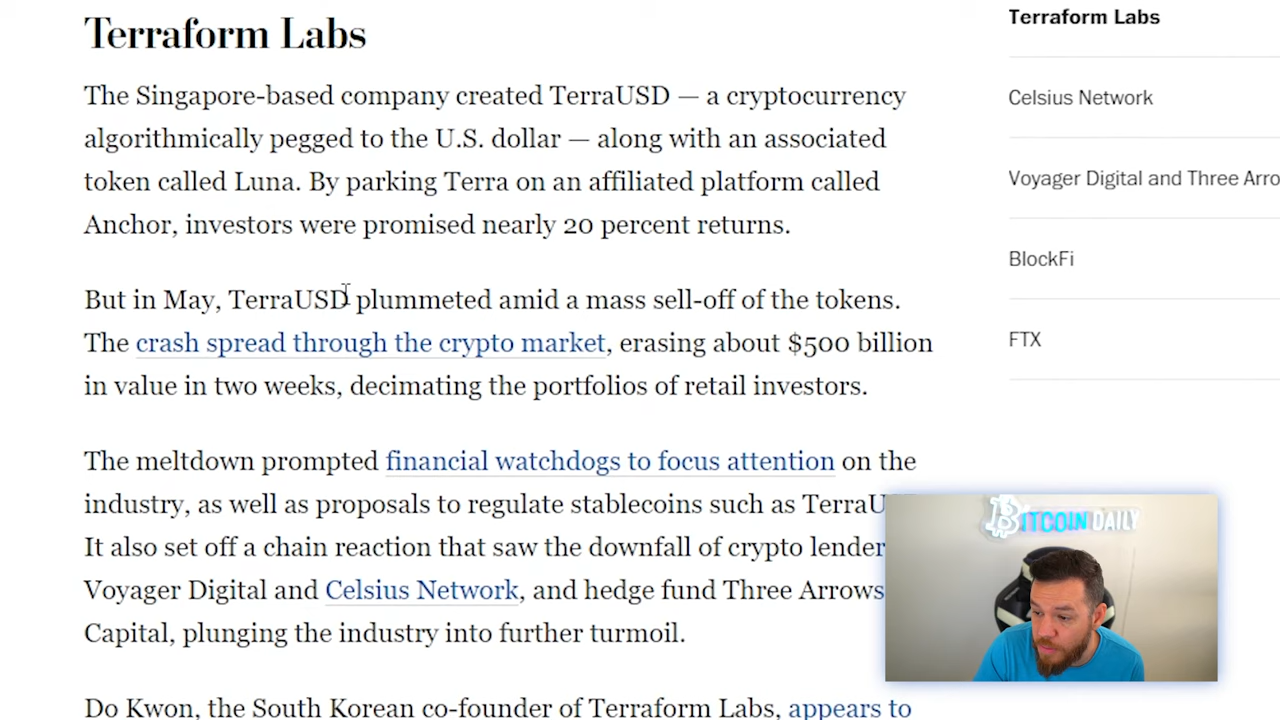 Terraform Labs
The Singapore-based company created TerraUSD — a cryptocurrency
algorithmically pegged to the U.S. dollar — along with an associated
token called Luna. By parking Terra on an affiliated platform called
Anchor, investors were promised nearly 20 percent returns.
But in May, TerraUSD plummeted amid a mass sell-off of the tokens.
The crash spread through the crypto market, erasing about $500 billion
in value in two weeks, decimating the portfolios of retail investors.
The meltdown prompted financial watchdogs to focus attention on the
industry, as well as proposals to regulate stablecoins such as
It also set off a chain reaction that saw the downfall of crypto
Voyager Digital and Celsius Network, and hedge fund Three Arrows
Capital, plunging the industry into further turmoil.
Do Kwon, the South Korean co-founder of Terraform Labs, appears to
Terraform Labs
Celsius Network
Voyager Digital and Three
BlockFi
FTX
BITCOIN DAILY